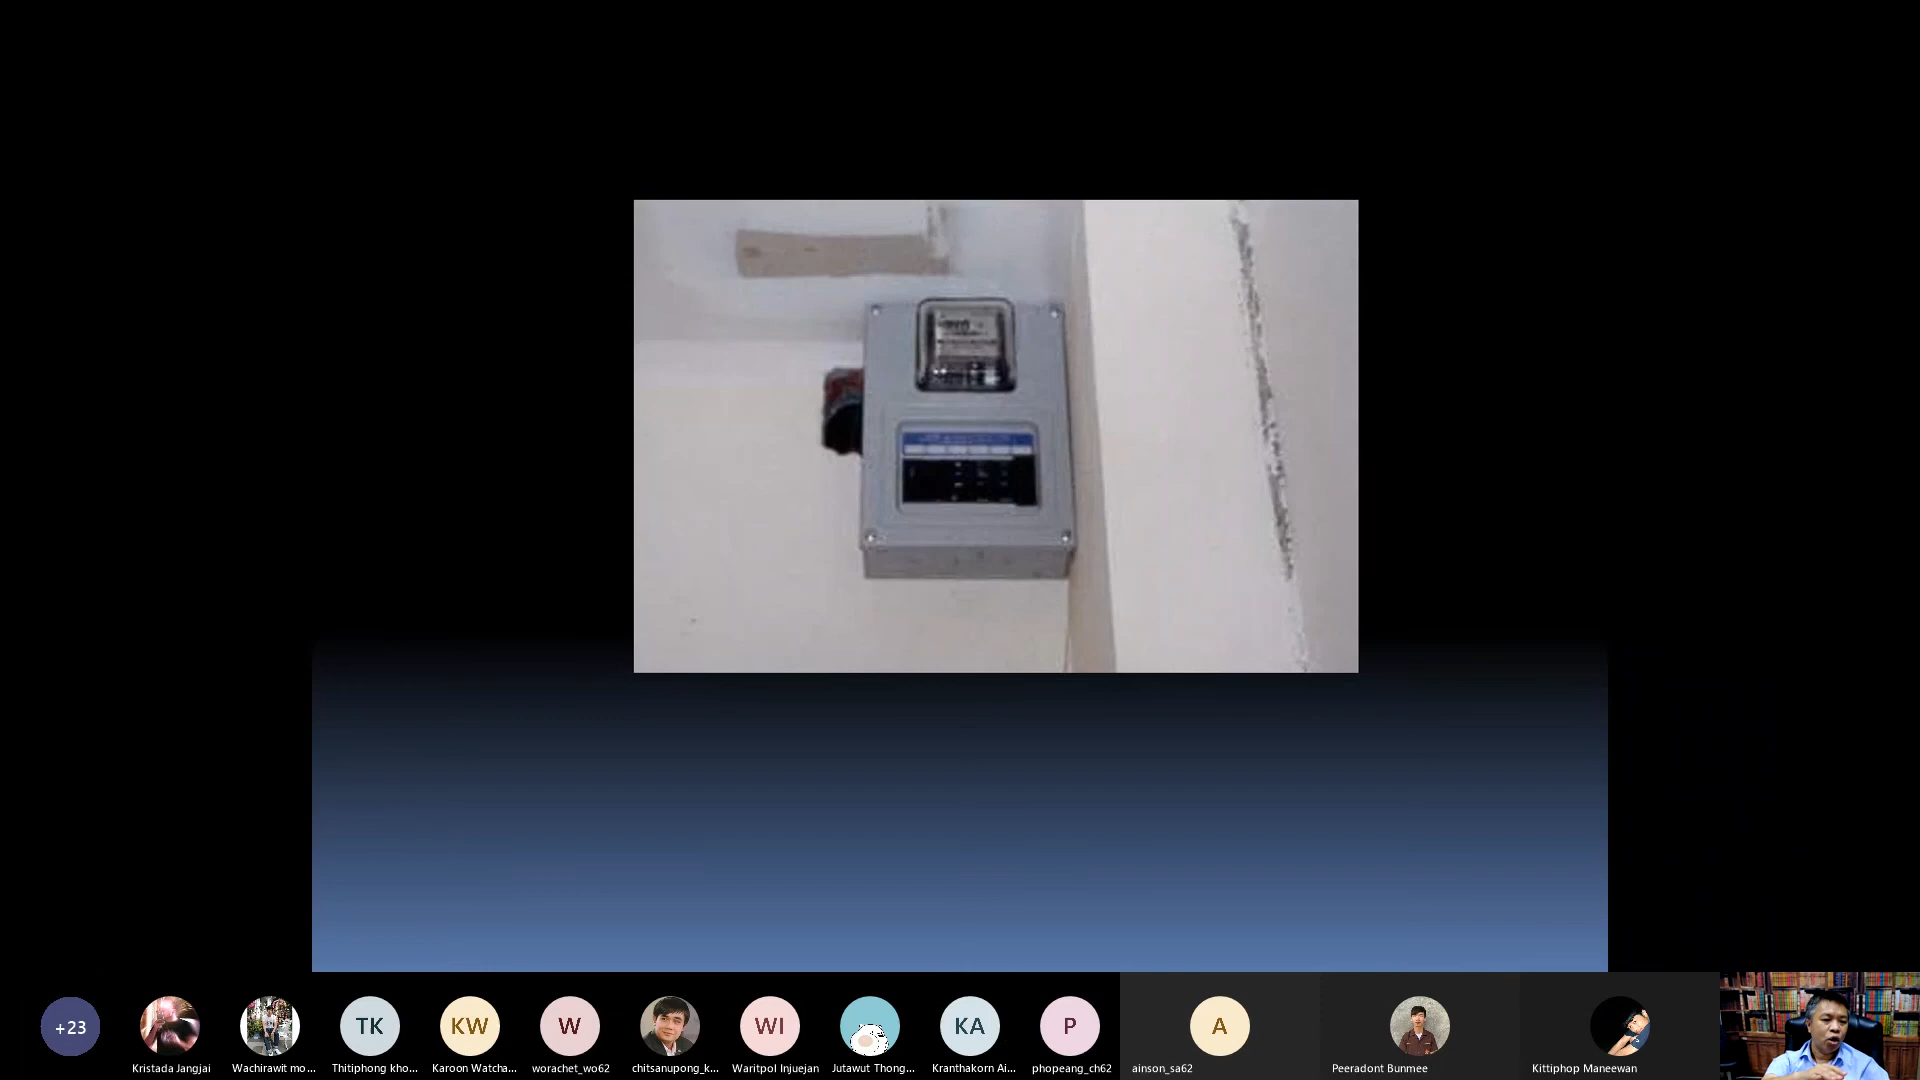 +23
Kristada Jangjai
Wachirawit mo...
TK
Thitiphong kho...
KW
Karoon Watcha...
W
worachet_wo62
chitsanupong_k...
WI
Waritpol Injuejan
Jutawut Thong...
KA
Kranthakorn Ai...
P
phopeang_ch62
A
ainson_sa62
Peeradont Bunmee
Kittiphop Maneewan